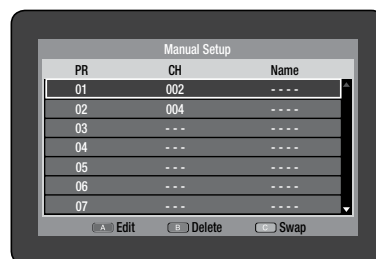 Manual Setup
PR CH Name
01 002 - - - -
02 004 - - - -
03 - - - - - - -
04 - - - - - - -
05 - - - - - - -
06 - - - - - - -
07 - - - - - - -
A Edit B Delete C Swap